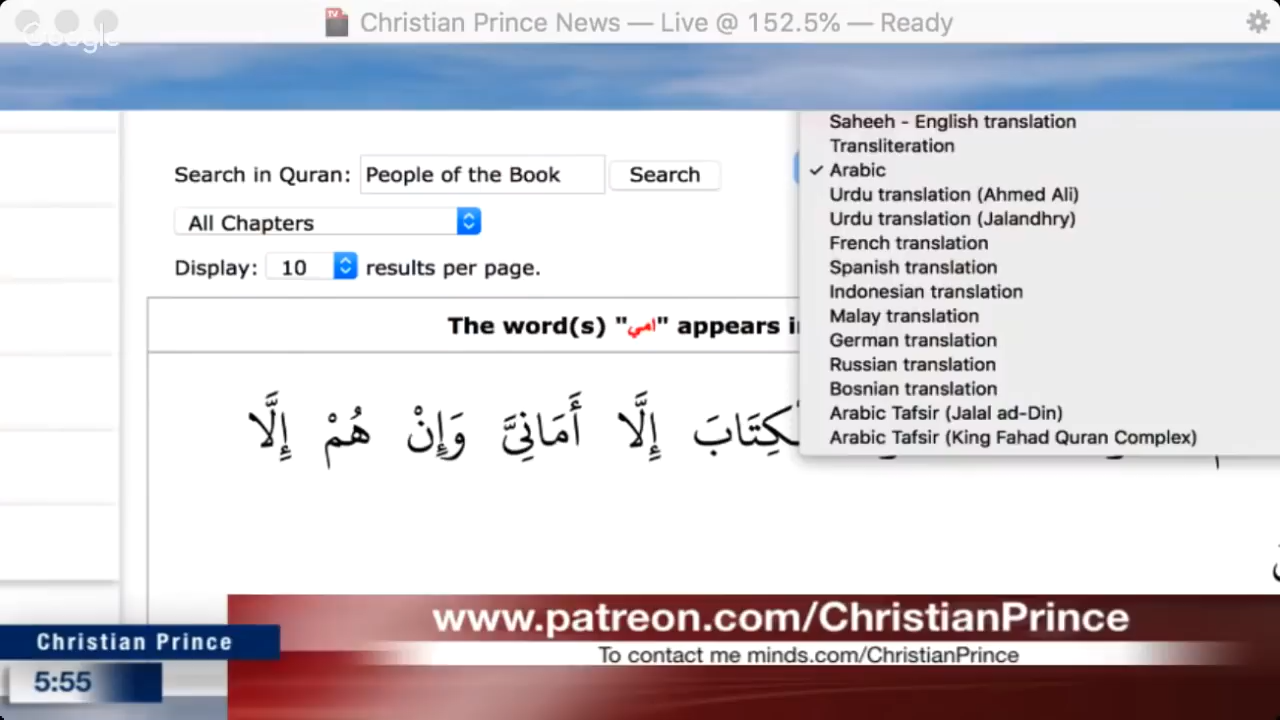 Christian Prince News — Live @ 152.5% — Ready
Google
Search in Quran: People of the Book Search
All Chapters
Display: 10 results per page.
The word(s) "امي" appears i
إِلَّا أَمَانِيَّ وَإِنْ هُمْ إِلَّا
Saheeh - English translation
Transliteration
✓ Arabic
Urdu translation (Ahmed Ali)
Urdu translation (Jalandhry)
French translation
Spanish translation
Indonesian translation
Malay translation
German translation
Russian translation
Bosnian translation
Arabic Tafsir (Jalal ad-Din)
Arabic Tafsir (King Fahad Quran Complex)
www.patreon.com/ChristianPrince
To contact me minds.com/ChristianPrince
Christian Prince
5:55